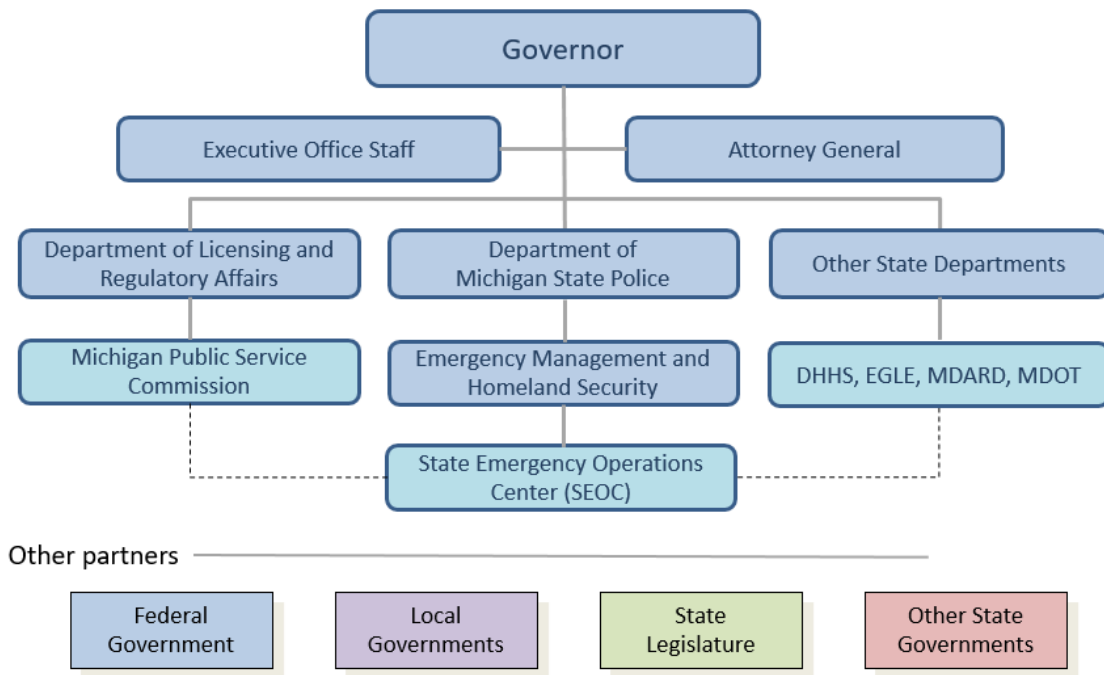 Governor
Executive Office Staff
Attorney General
Department of Licensing and
Regulatory Affairs
Department of
Michigan State Police
Other State Departments
Michigan Public Service
Commission
Emergency Management and
Homeland Security
DHHS, EGLE, MDARD, MDOT
State Emergency Operations
Center (SEOC)
Other partners
Federal
Government
Local
Governments
State
Legislature
Other State
Governments